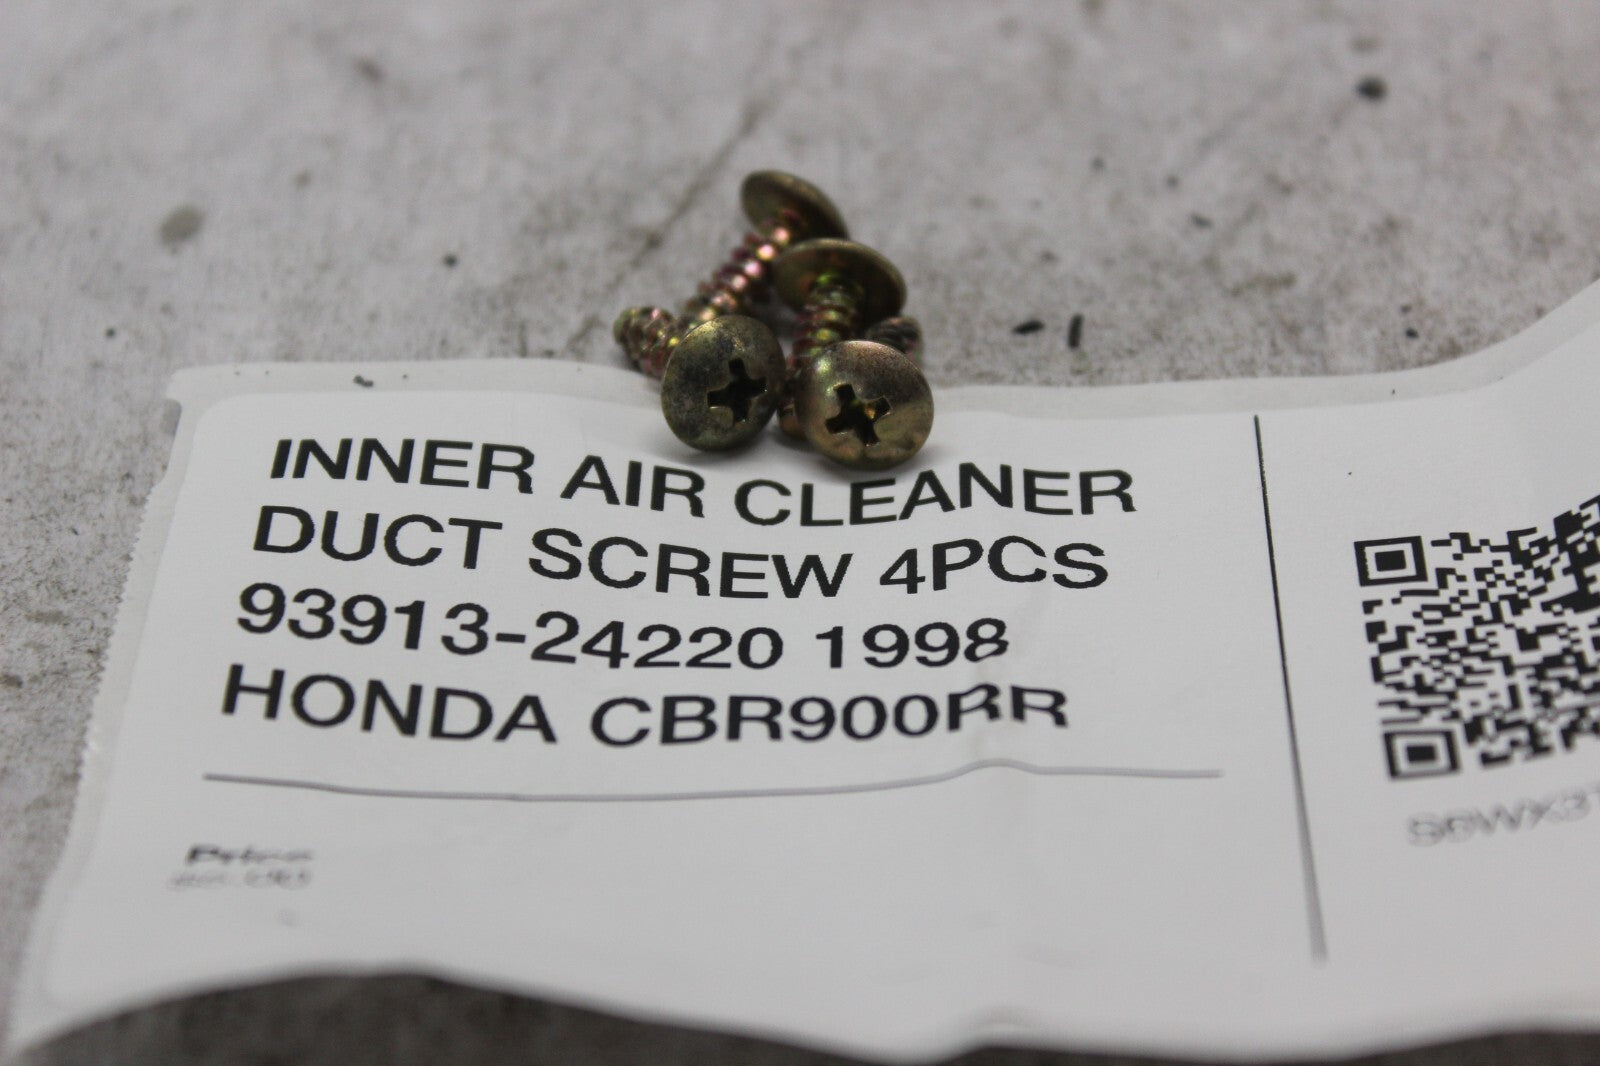 INNER AIR CLEANER
DUCT SCREW 4PCS
93913-24220 1998
HONDA CBR900RR